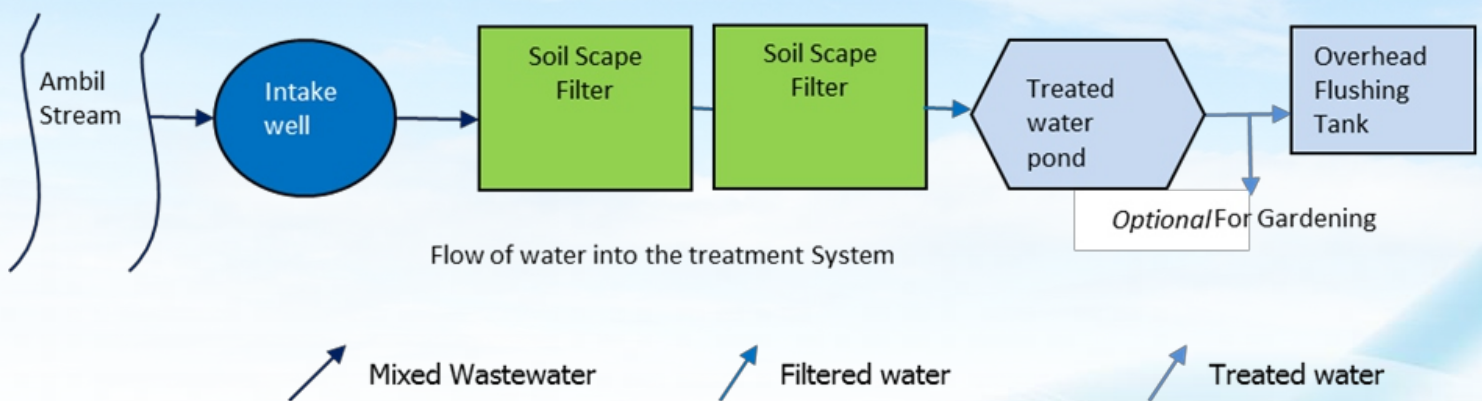 Ambil
Stream
Intake
well
Soil Scape
Filter
Soil Scape
Filter
Treated
water
pond
Overhead
Flushing
Tank
Optional For Gardening
Flow of water into the treatment System
Mixed Wastewater
Filtered water
Treated water